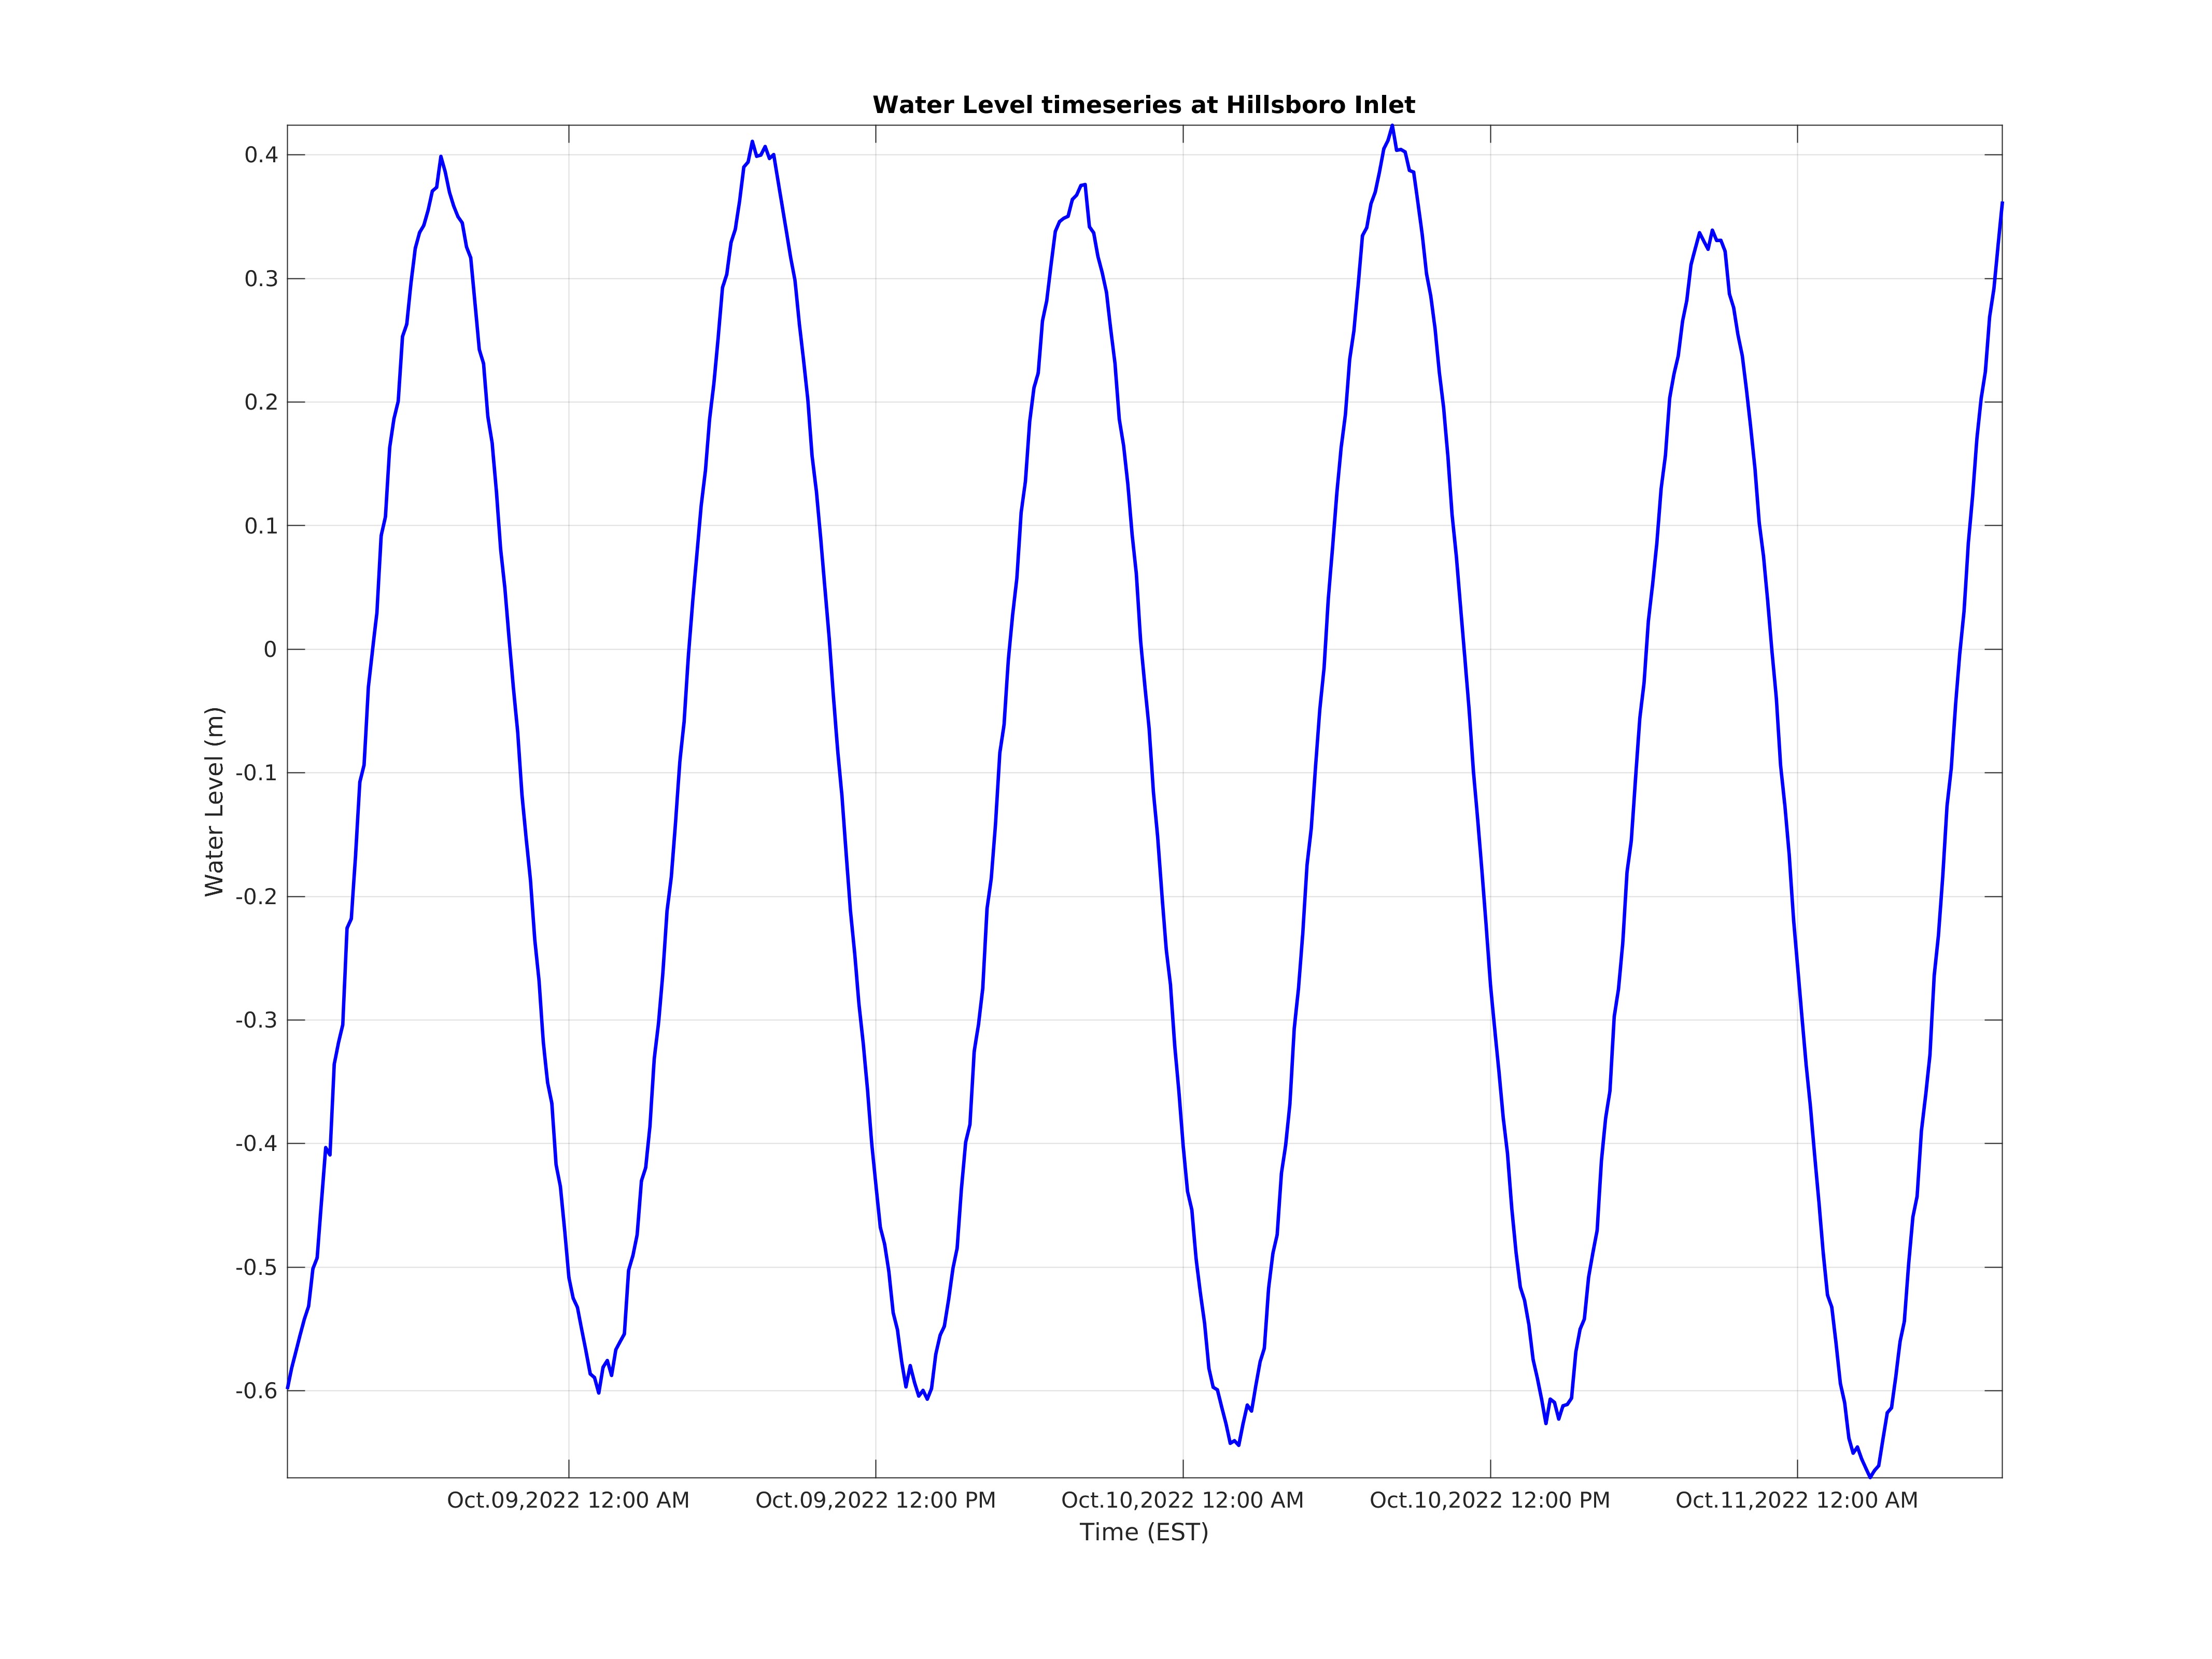 Water Level timeseries at Hillsboro Inlet
0.4
0.3
0.2
0.1
0
-0.1
-0.2
-0.3
-0.4
-0.5
-0.6
Water Level (m)
Oct.09,2022 12:00 AM Oct.09,2022 12:00 PM Oct.10,2022 12:00 AM Oct.10,2022 12:00 PM Oct.11,2022 12:00 AM
Time (EST)